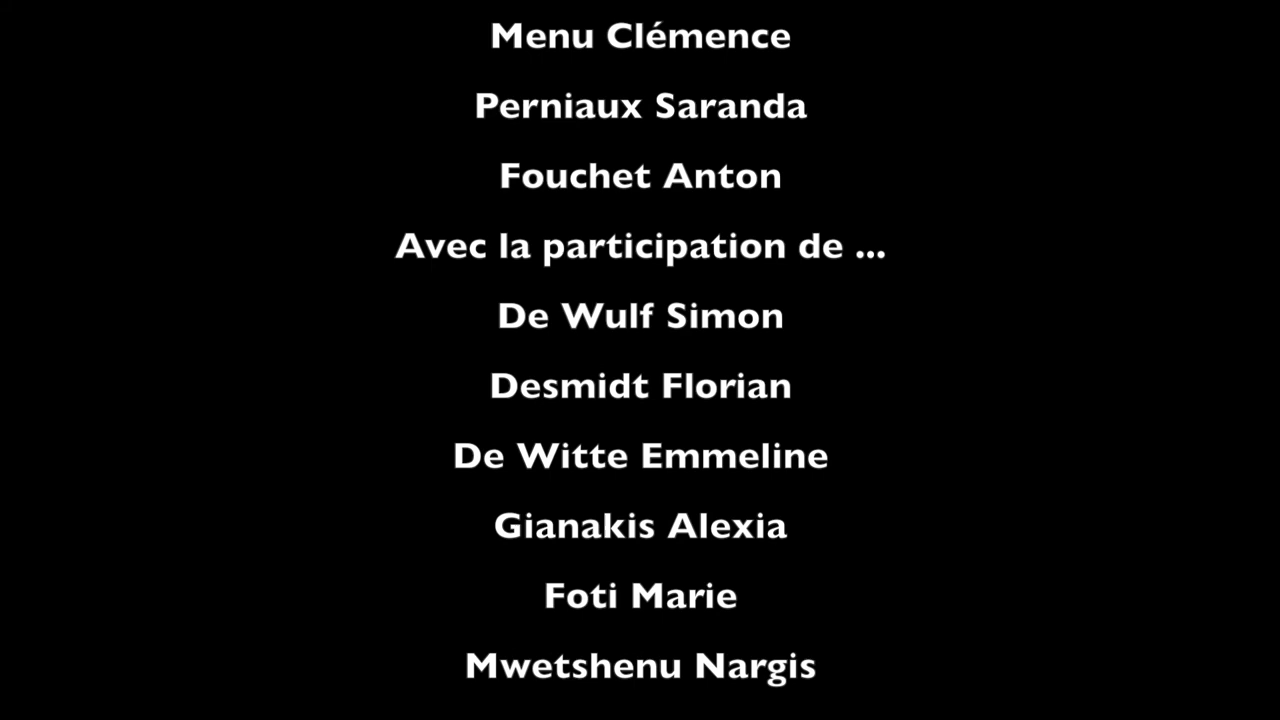 Menu Clémence
Perniaux Saranda
Fouchet Anton
Avec la participation de ...
De Wulf Simon
Desmidt Florian
De Witte Emmeline
Gianakis Alexia
Foti Marie
Mwetshenu Nargis